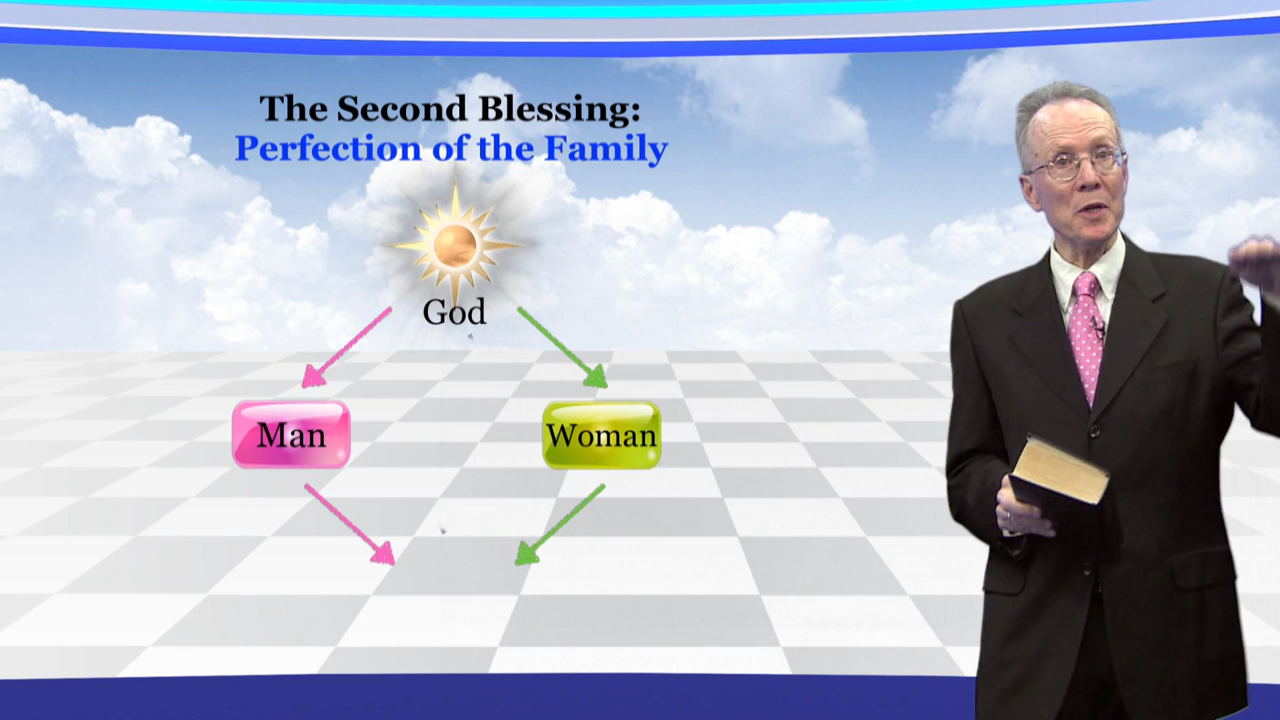 The Second Blessing:
Perfection of the Family
God
Man
Woman